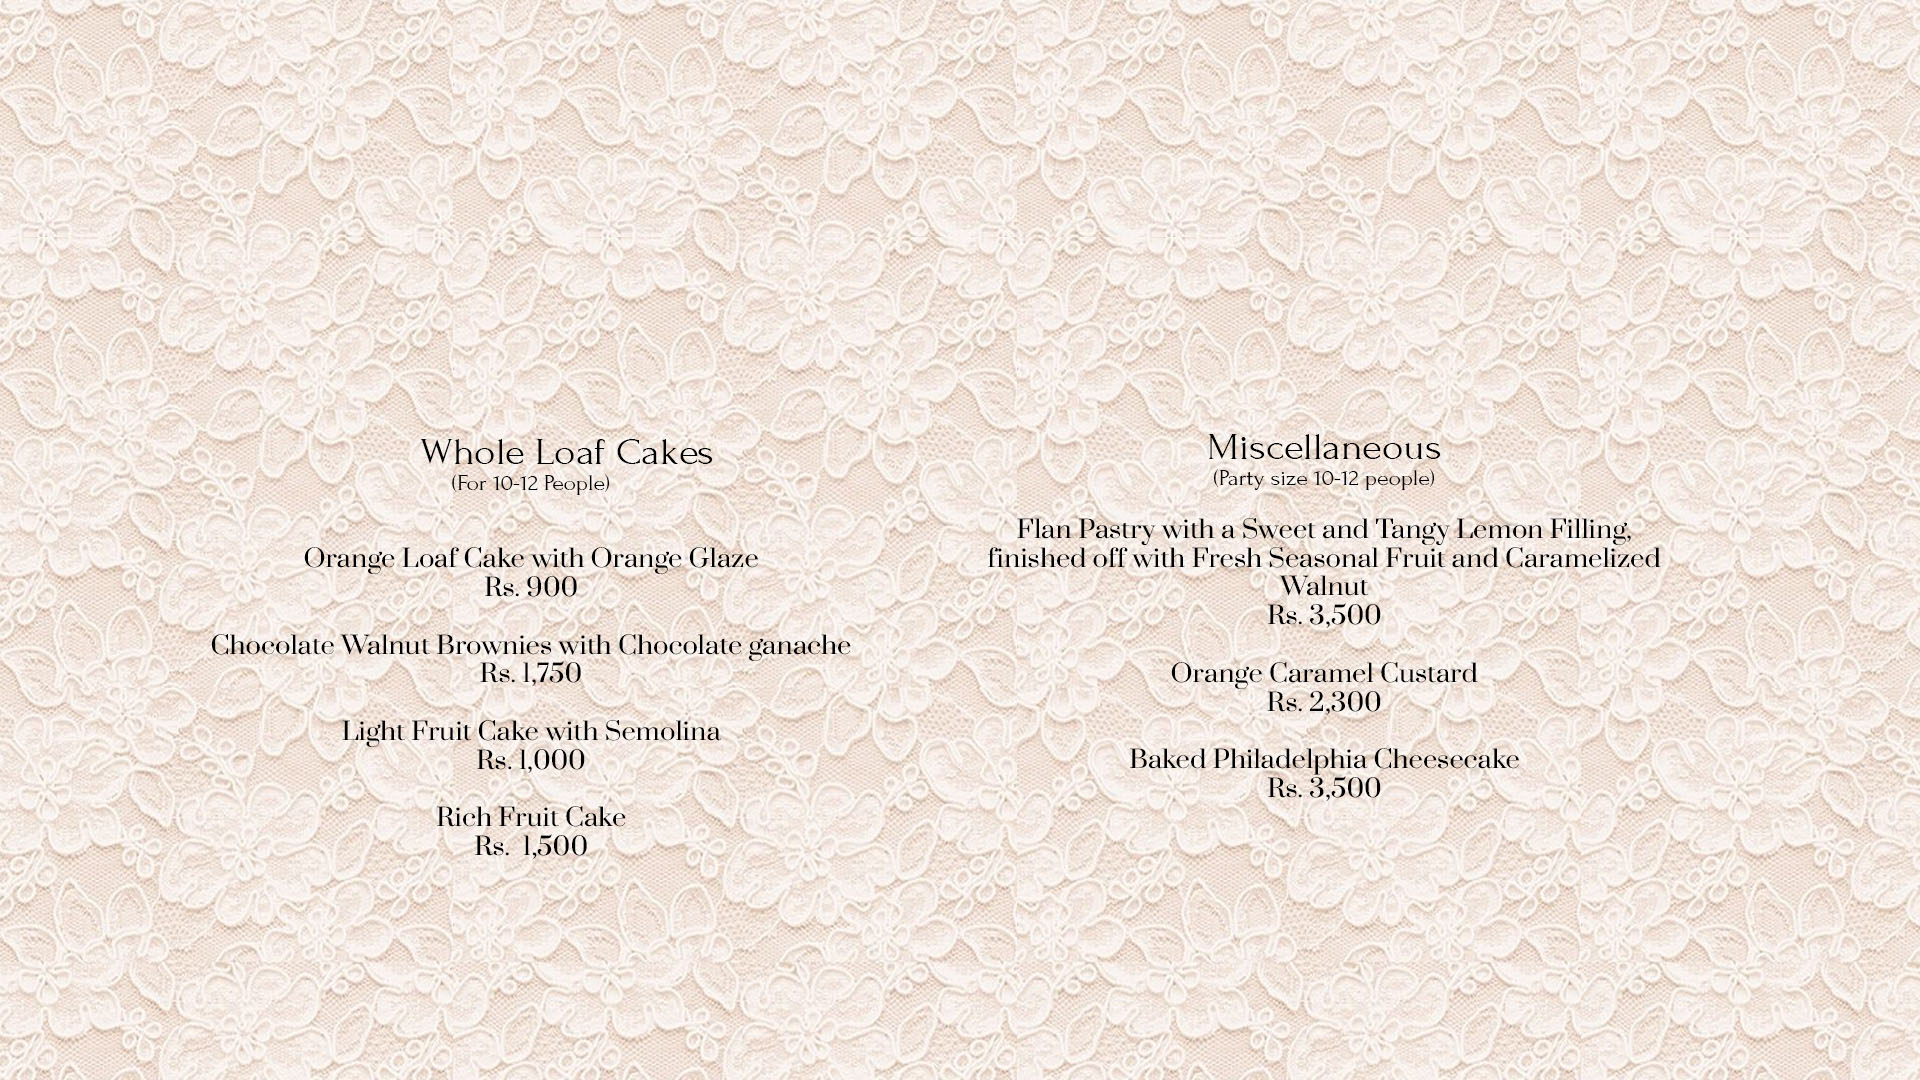 Whole Loaf Cakes
(For 10-12 People)
Orange Loaf Cake with Orange Glaze
Rs. 900
Chocolate Walnut Brownies with Chocolate ganache
Rs. 1,750
Light Fruit Cake with Semolina
Rs. 1,000
Rich Fruit Cake
Rs.  1,500
Miscellaneous
(Party size 10-12 people)
Flan Pastry with a Sweet and Tangy Lemon Filling,
finished off with Fresh Seasonal Fruit and Caramelized
Walnut
Rs. 3,500
Orange Caramel Custard
Rs. 2,300
Baked Philadelphia Cheesecake
Rs. 3,500